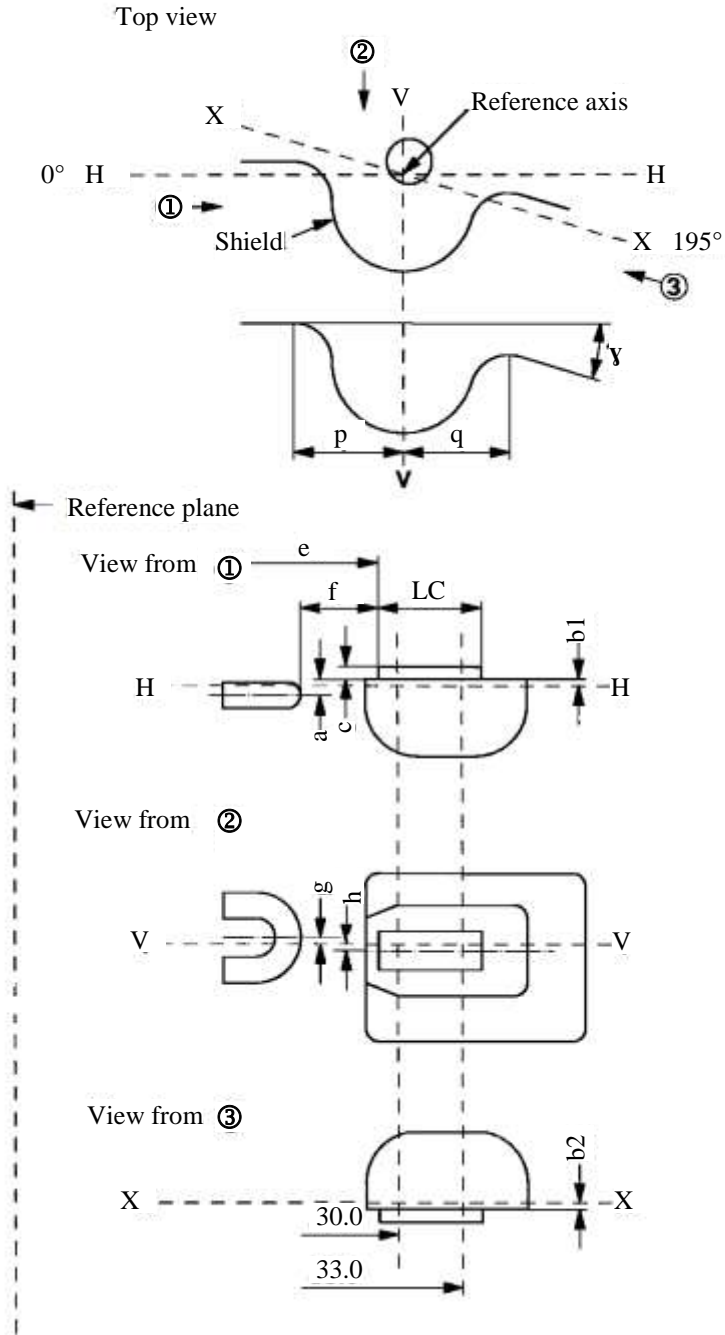 Top view
②
V
Reference axis
X
0° H
H
①
Shield
X 195°
③
γ
p
q
V
Reference plane
e
View from ①
f
LC
b1
H
H
a
c
View from ②
g
h
V
V
View from ③
b2
X
X
30.0
33.0